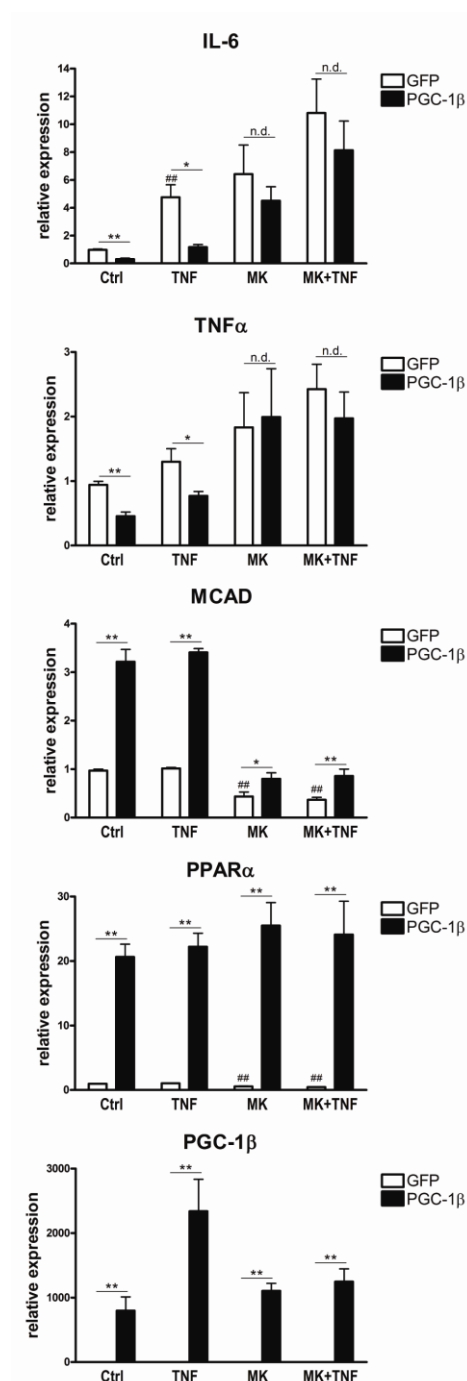 IL-6
GFP
PGC-1β
relative expression
14
12
10
8
6
4
2
0
** ## * n.d. n.d.
Ctrl TNF MK MK+TNF
TNFα
GFP
PGC-1β
relative expression
3
2
1
0
** * n.d. n.d.
Ctrl TNF MK MK+TNF
MCAD
GFP
PGC-1β
relative expression
4
3
2
1
0
** ** ## * ## **
Ctrl TNF MK MK+TNF
PPARα
GFP
PGC-1β
relative expression
30
20
10
0
** ** ## ** ## **
Ctrl TNF MK MK+TNF
PGC-1β
GFP
PGC-1β
relative expression
3000
2000
1000
0
** ** ** **
Ctrl TNF MK MK+TNF